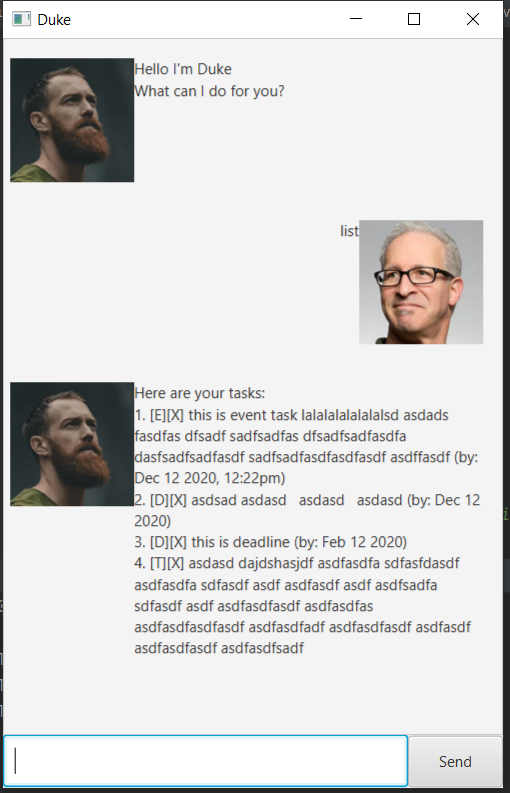 Duke
Hello I'm Duke
What can I do for you?
list
Here are your tasks:
1. [E][X] this is event task lalalalalalalalsd asdads
fasdfas dfsadf sadfsadfas dfsadfsadfasdfa
dasfsadfsadfsdf sadfsadfasdfasdfasdf asdffasdf (by:
Dec 12 2020, 12:22pm)
2. [D][X] asdsad asdasd   asdasd   asdasd (by: Dec 12
2020)
3. [D][X] this is deadline (by: Feb 12 2020)
4. [T][X] asdasd dajdshasjdf asdfasdfa sdfasfdasdf
asdfasdfa sdfasdf asdf asdfasdf asdf asdfsadfa
sdfasdf asdf asdfasdfasdf asdfasdfas
asdfasdfasdfasdf asdfasdfadf asdfasdfasdf asdfasdf
asdfasdfasdf asdfasdfsadf
Send